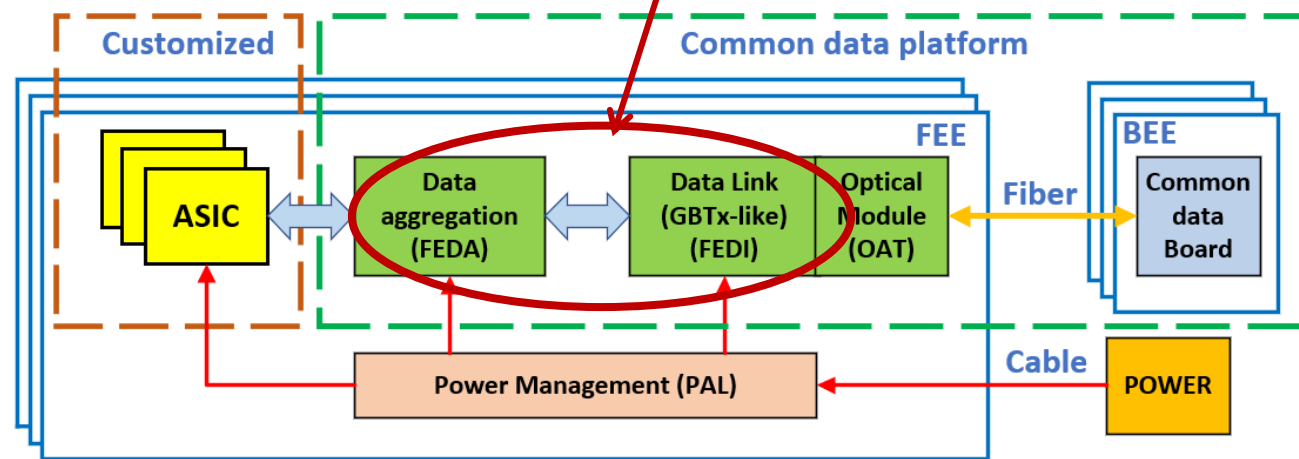 Customized
Common data platform
FEE
BEE
ASIC
Data
aggregation
(FEDA)
Data Link
(GBTx-like)
(FEDI)
Optical
Module
(OAT)
Fiber
Common
data
Board
Power Management (PAL)
Cable
POWER